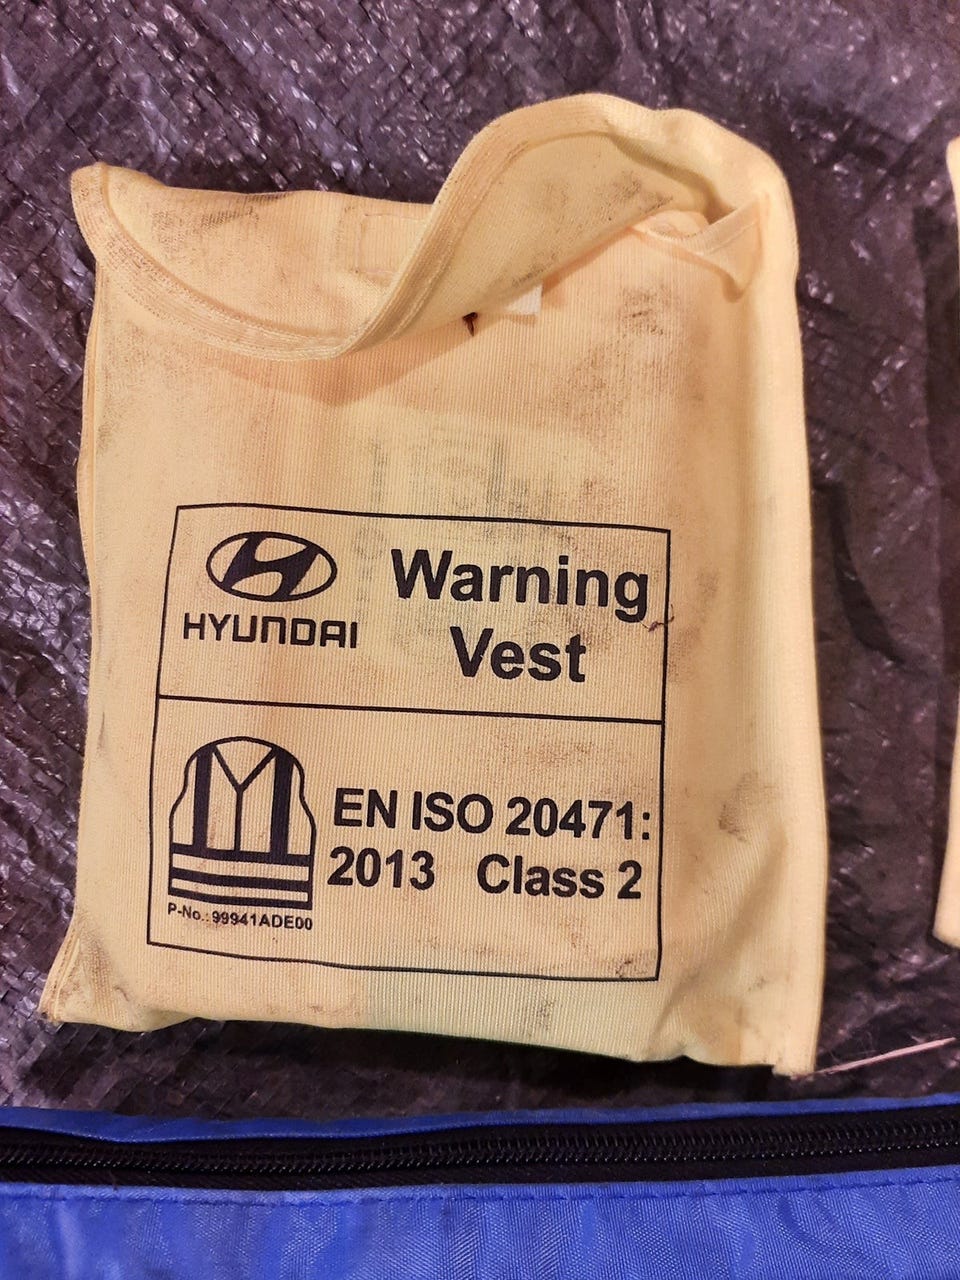 HYUNDAI
Warning
Vest
EN ISO 20471:
2013 Class 2
P-No.:99941ADE00